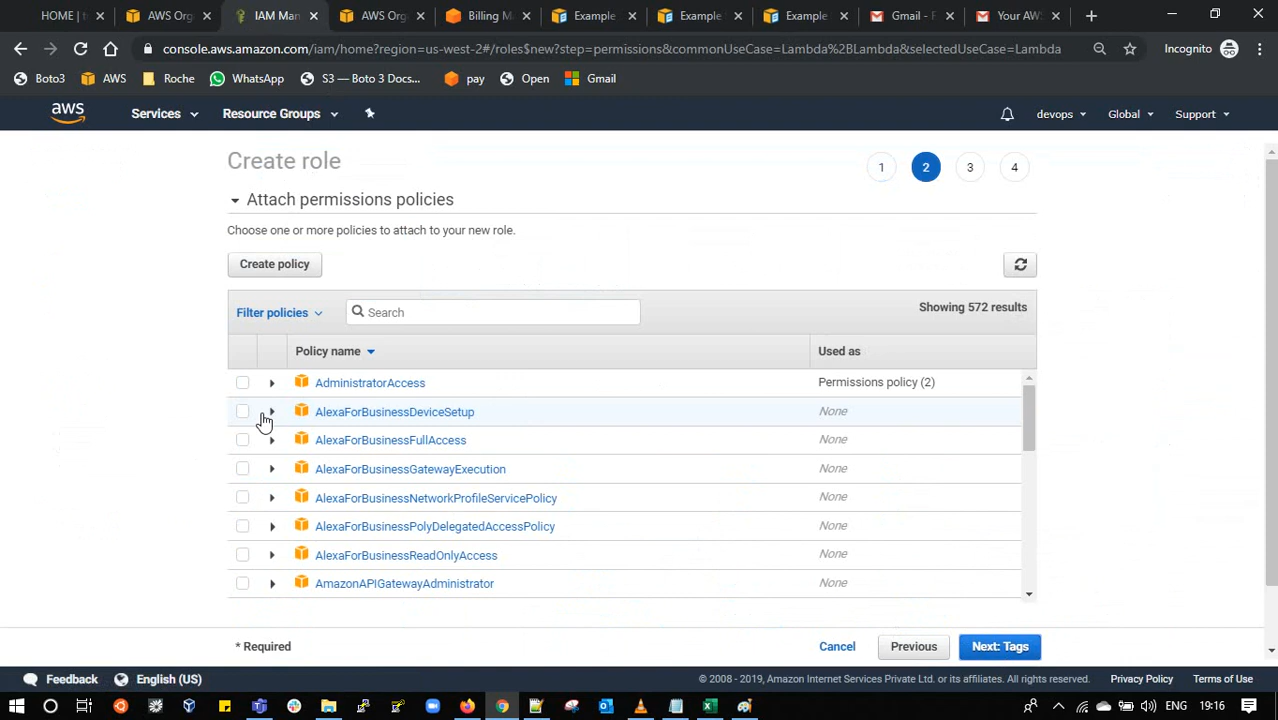 HOME | t
AWS Org
IAM Man
AWS Org
Billing M
Example
Example
Example
Gmail - R
Your AW
console.aws.amazon.com/iam/home?region=us-west-2#/roles$new?step=permissions&commonUseCase=Lambda%2BLambda&selectedUseCase=Lambda
Incognito
Boto3
AWS
Roche
WhatsApp
S3 — Boto 3 Docs...
pay
Open
Gmail
aws
Services
Resource Groups
devops
Global
Support
Create role
1
2
3
4
Attach permissions policies
Choose one or more policies to attach to your new role.
Create policy
Filter policies
Search
Showing 572 results
Policy name
Used as
AdministratorAccess
Permissions policy (2)
AlexaForBusinessDeviceSetup
None
AlexaForBusinessFullAccess
None
AlexaForBusinessGatewayExecution
None
AlexaForBusinessNetworkProfileServicePolicy
None
AlexaForBusinessPolyDelegatedAccessPolicy
None
AlexaForBusinessReadOnlyAccess
None
AmazonAPIGatewayAdministrator
None
* Required
Cancel
Previous
Next: Tags
Feedback
English (US)
© 2008 - 2019, Amazon Internet Services Private Ltd. or its affiliates. All rights reserved.
Privacy Policy
Terms of Use
19:16